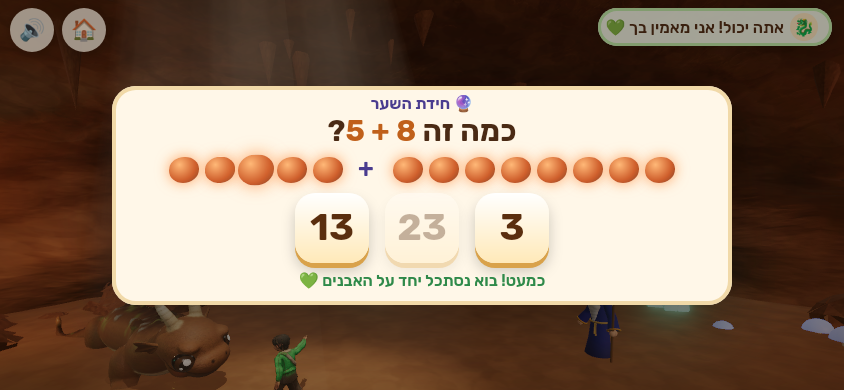 אתה יכול! אני מאמין בך 💚
חידת השער
כמה זה 8 + 5?
+
3 23 13
כמעט! בוא נסתכל יחד על האבנים 💚